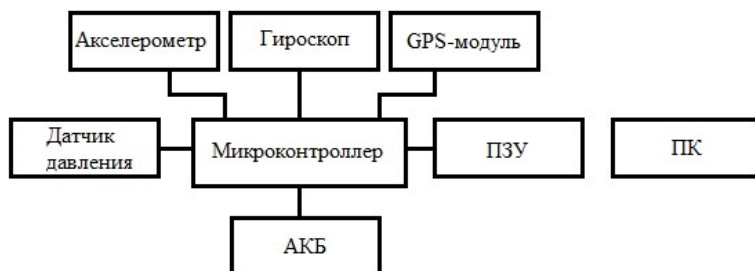 Акселерометр
Гироскоп
GPS-модуль
Датчик
давления
Микроконтроллер
ПЗУ
ПК
АКБ